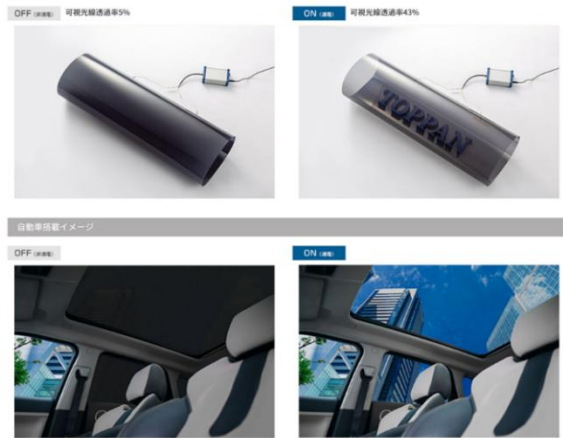 OFF（非通電） 可視光線透過率5%
ON（通電） 可視光線透過率43%
TOPPAN
自動車搭載イメージ
OFF（非通電）
ON（通電）